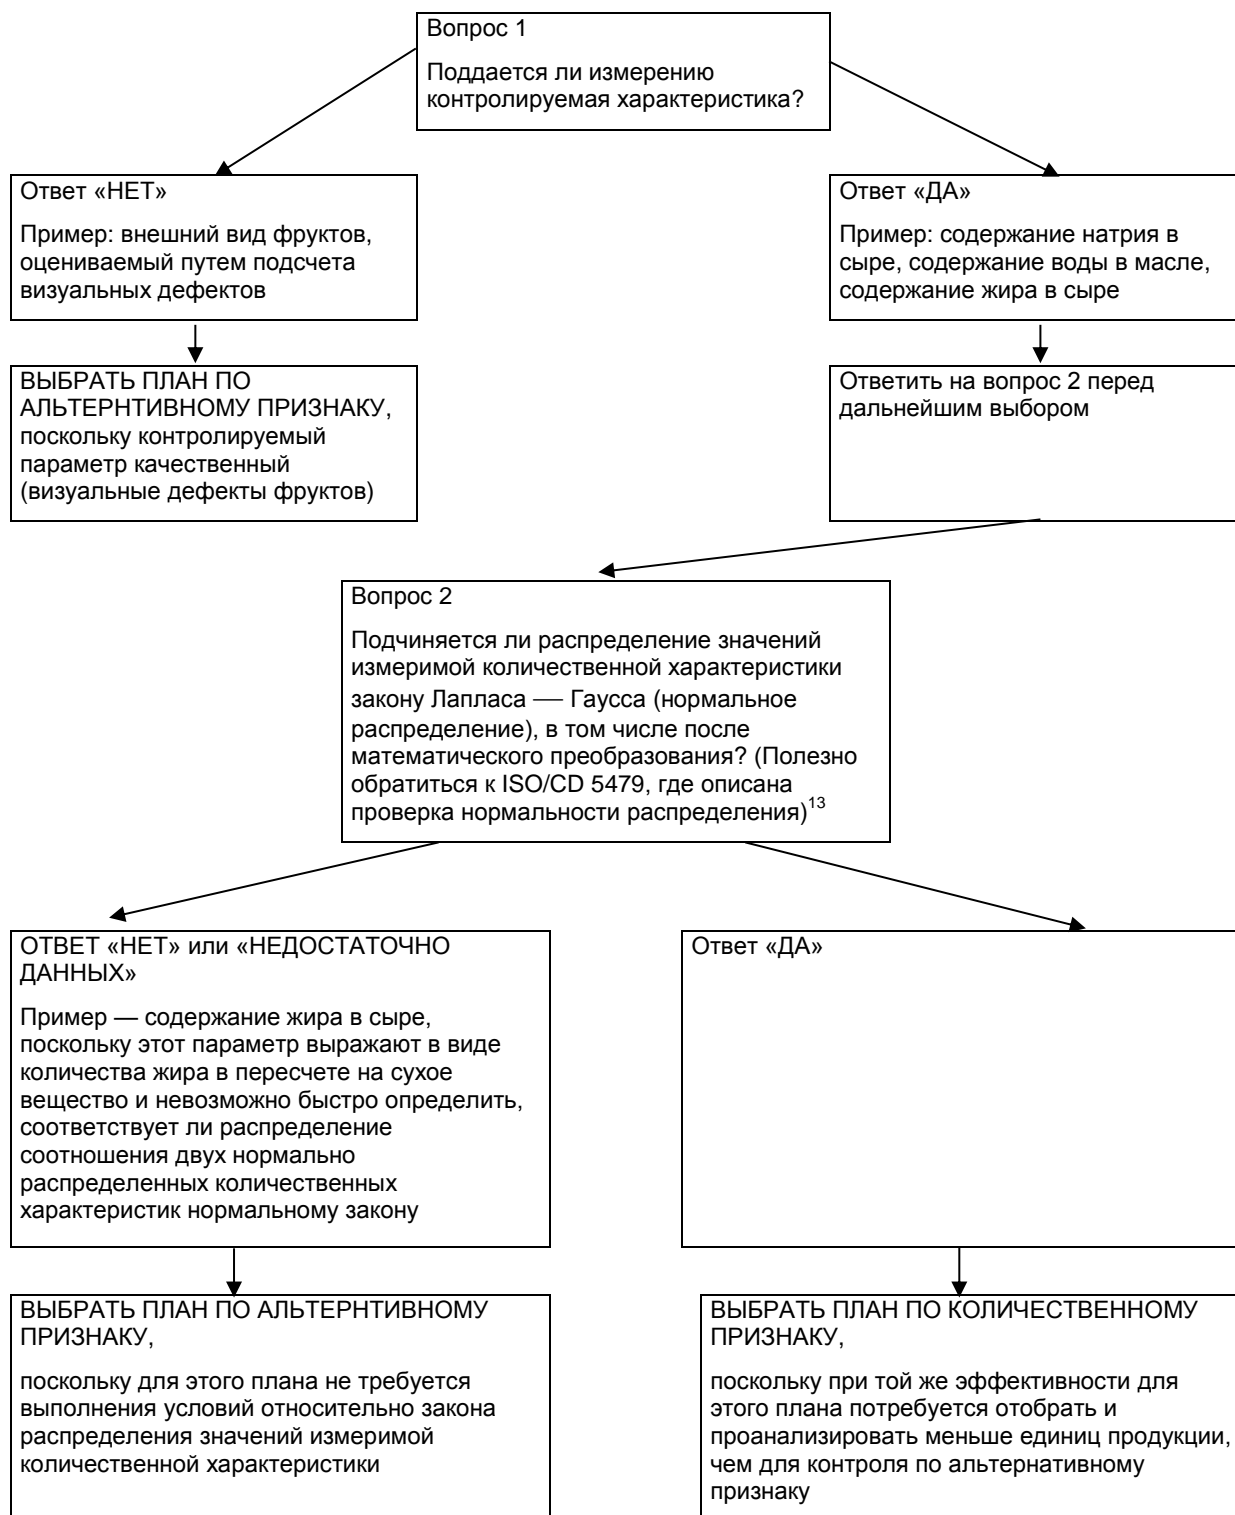 Вопрос 1
Поддается ли измерению
контролируемая характеристика?
Ответ «НЕТ»
Пример: внешний вид фруктов,
оцениваемый путем подсчета
визуальных дефектов
Ответ «ДА»
Пример: содержание натрия в
сыре, содержание воды в масле,
содержание жира в сыре
ВЫБРАТЬ ПЛАН ПО
АЛЬТЕРНТИВНОМУ ПРИЗНАКУ,
поскольку контролируемый
параметр качественный
(визуальные дефекты фруктов)
Ответить на вопрос 2 перед
дальнейшим выбором
Вопрос 2
Подчиняется ли распределение значений
измеримой количественной характеристики
закону Лапласа — Гаусса (нормальное
распределение), в том числе после
математического преобразования? (Полезно
обратиться к ISO/CD 5479, где описана
проверка нормальности распределения)13
ОТВЕТ «НЕТ» или «НЕДОСТАТОЧНО
ДАННЫХ»
Пример — содержание жира в сыре,
поскольку этот параметр выражают в виде
количества жира в пересчете на сухое
вещество и невозможно быстро определить,
соответствует ли распределение
соотношения двух нормально
распределенных количественных
характеристик нормальному закону
Ответ «ДА»
ВЫБРАТЬ ПЛАН ПО АЛЬТЕРНТИВНОМУ
ПРИЗНАКУ,
поскольку для этого плана не требуется
выполнения условий относительно закона
распределения значений измеримой
количественной характеристики
ВЫБРАТЬ ПЛАН ПО КОЛИЧЕСТВЕННОМУ
ПРИЗНАКУ,
поскольку при той же эффективности для
этого плана потребуется отобрать и
проанализировать меньше единиц продукции,
чем для контроля по альтернативному
признаку